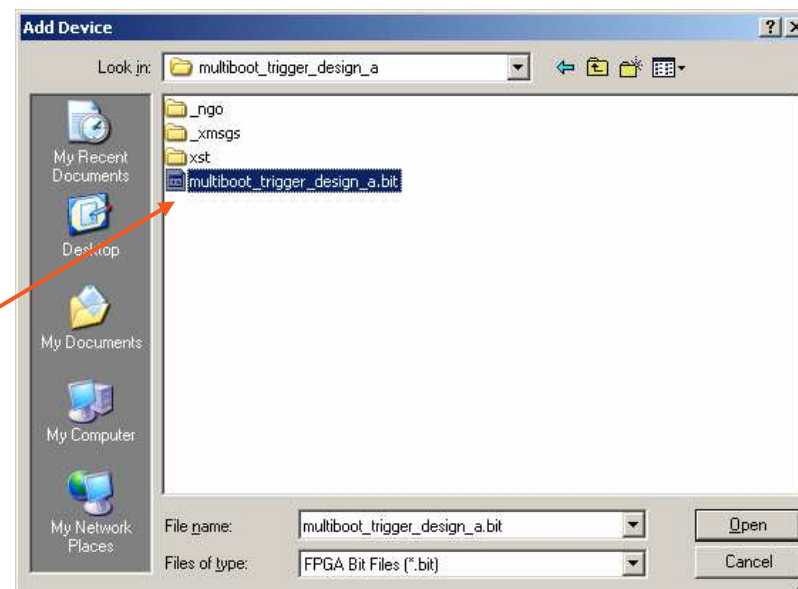 Add Device
Look in: multiboot_trigger_design_a
_ngo
_xmsgs
xst
multiboot_trigger_design_a.bit
My Recent
Documents
Desktop
My Documents
My Computer
My Network
Places
File name: multiboot_trigger_design_a.bit Open
Files of type: FPGA Bit Files (*.bit) Cancel